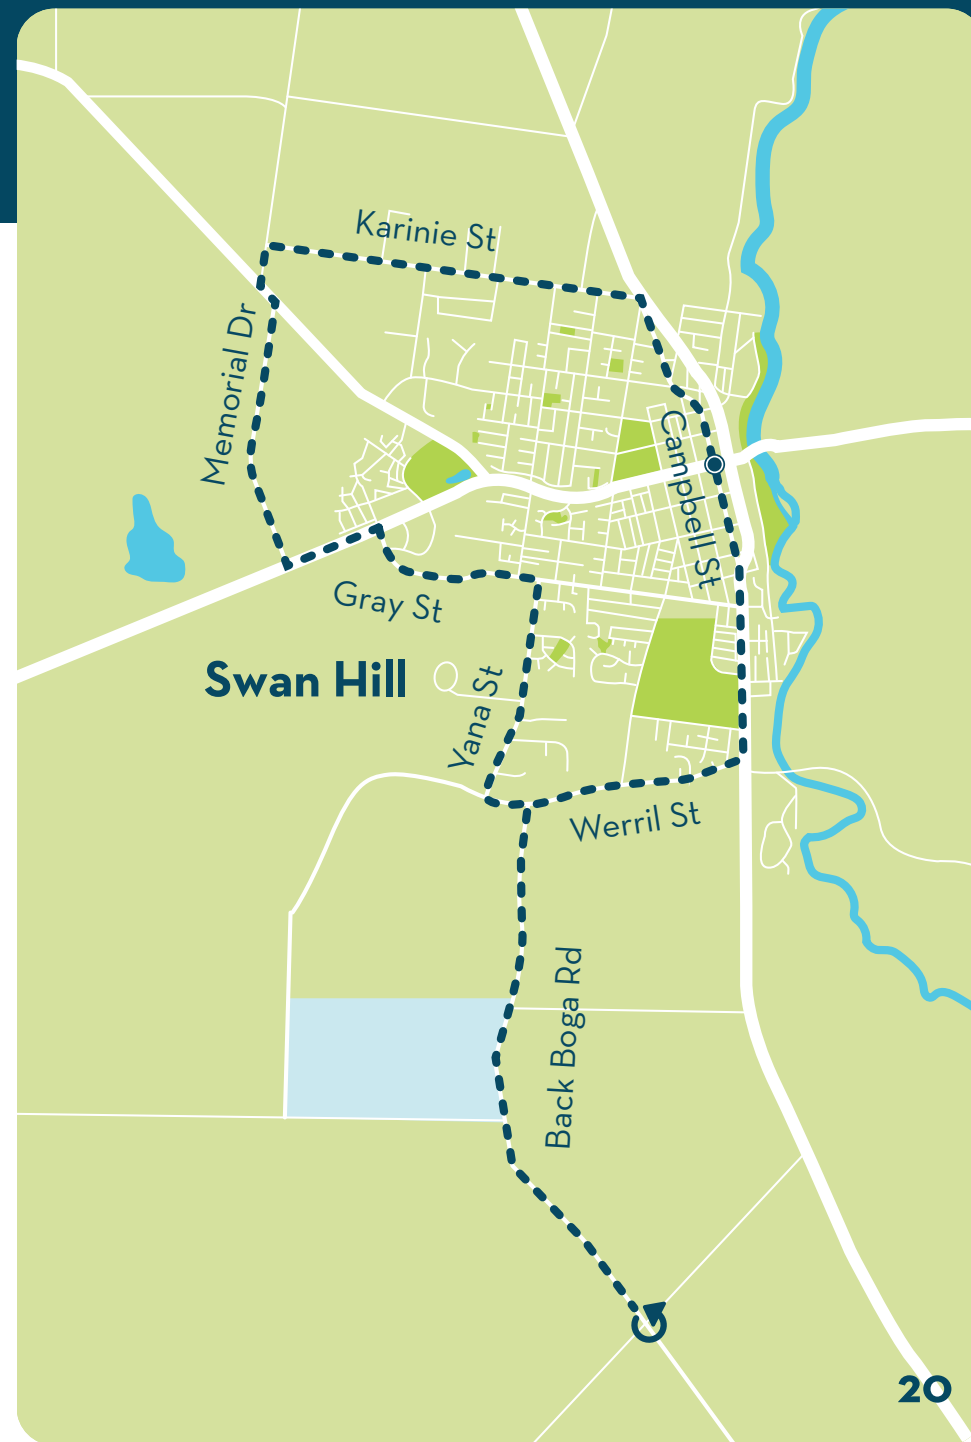 Karinie St
Memorial Dr
Campbell St
Gray St
Swan Hill
Yana St
Werril St
Back Boga Rd
20